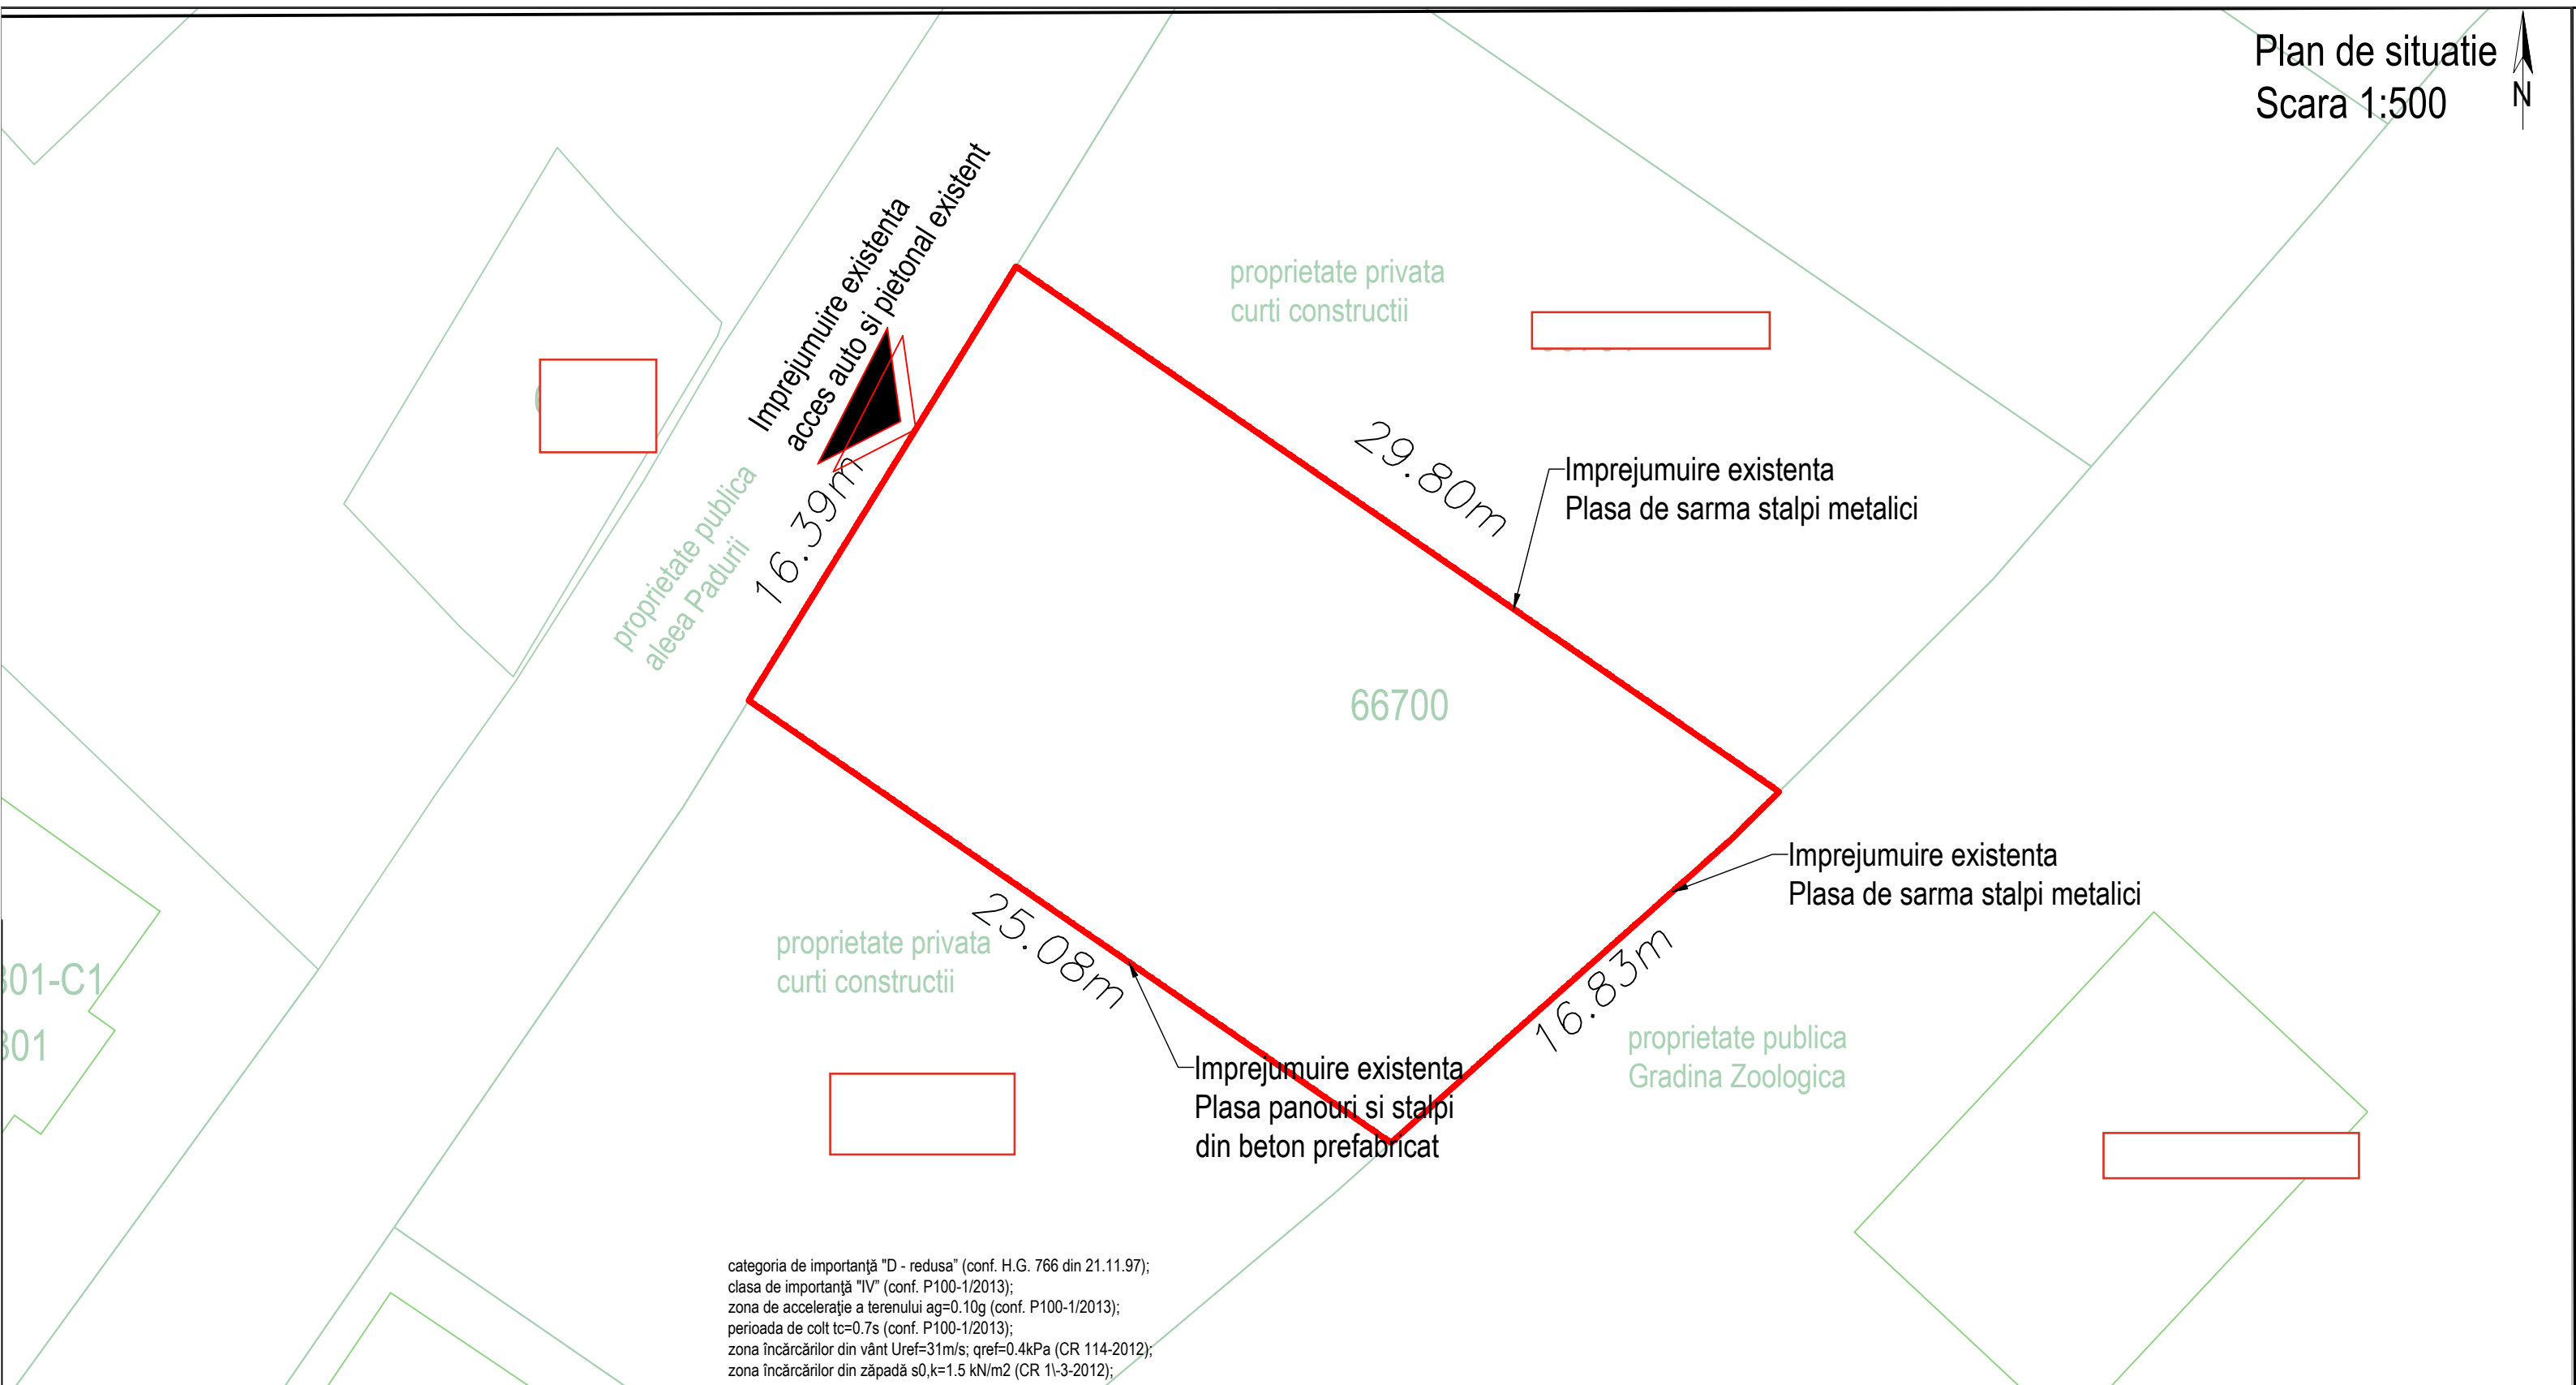 Plan de situatie
Scara 1:500
N
Imprejumuire existenta
acces auto si pietonal existent
proprietate privata
curti constructii
29.80m
Imprejumuire existenta
Plasa de sarma stalpi metalici
16.39m
proprietate publica
aleea Padurii
66700
Imprejumuire existenta
Plasa de sarma stalpi metalici
25.08m
proprietate privata
curti constructii
16.83m
301-C1
301
proprietate publica
Gradina Zoologica
Imprejumuire existenta
Plasa panouri si stalpi
din beton prefabricat
categoria de importanţă "D - redusa" (conf. H.G. 766 din 21.11.97);
clasa de importanţă "IV" (conf. P100-1/2013);
zona de acceleraţie a terenului ag=0.10g (conf. P100-1/2013);
perioada de colt tc=0.7s (conf. P100-1/2013);
zona încărcărilor din vânt Uref=31m/s; qref=0.4kPa (CR 114-2012);
zona încărcărilor din zăpadă s0,k=1.5 kN/m2 (CR 1\-3-2012);